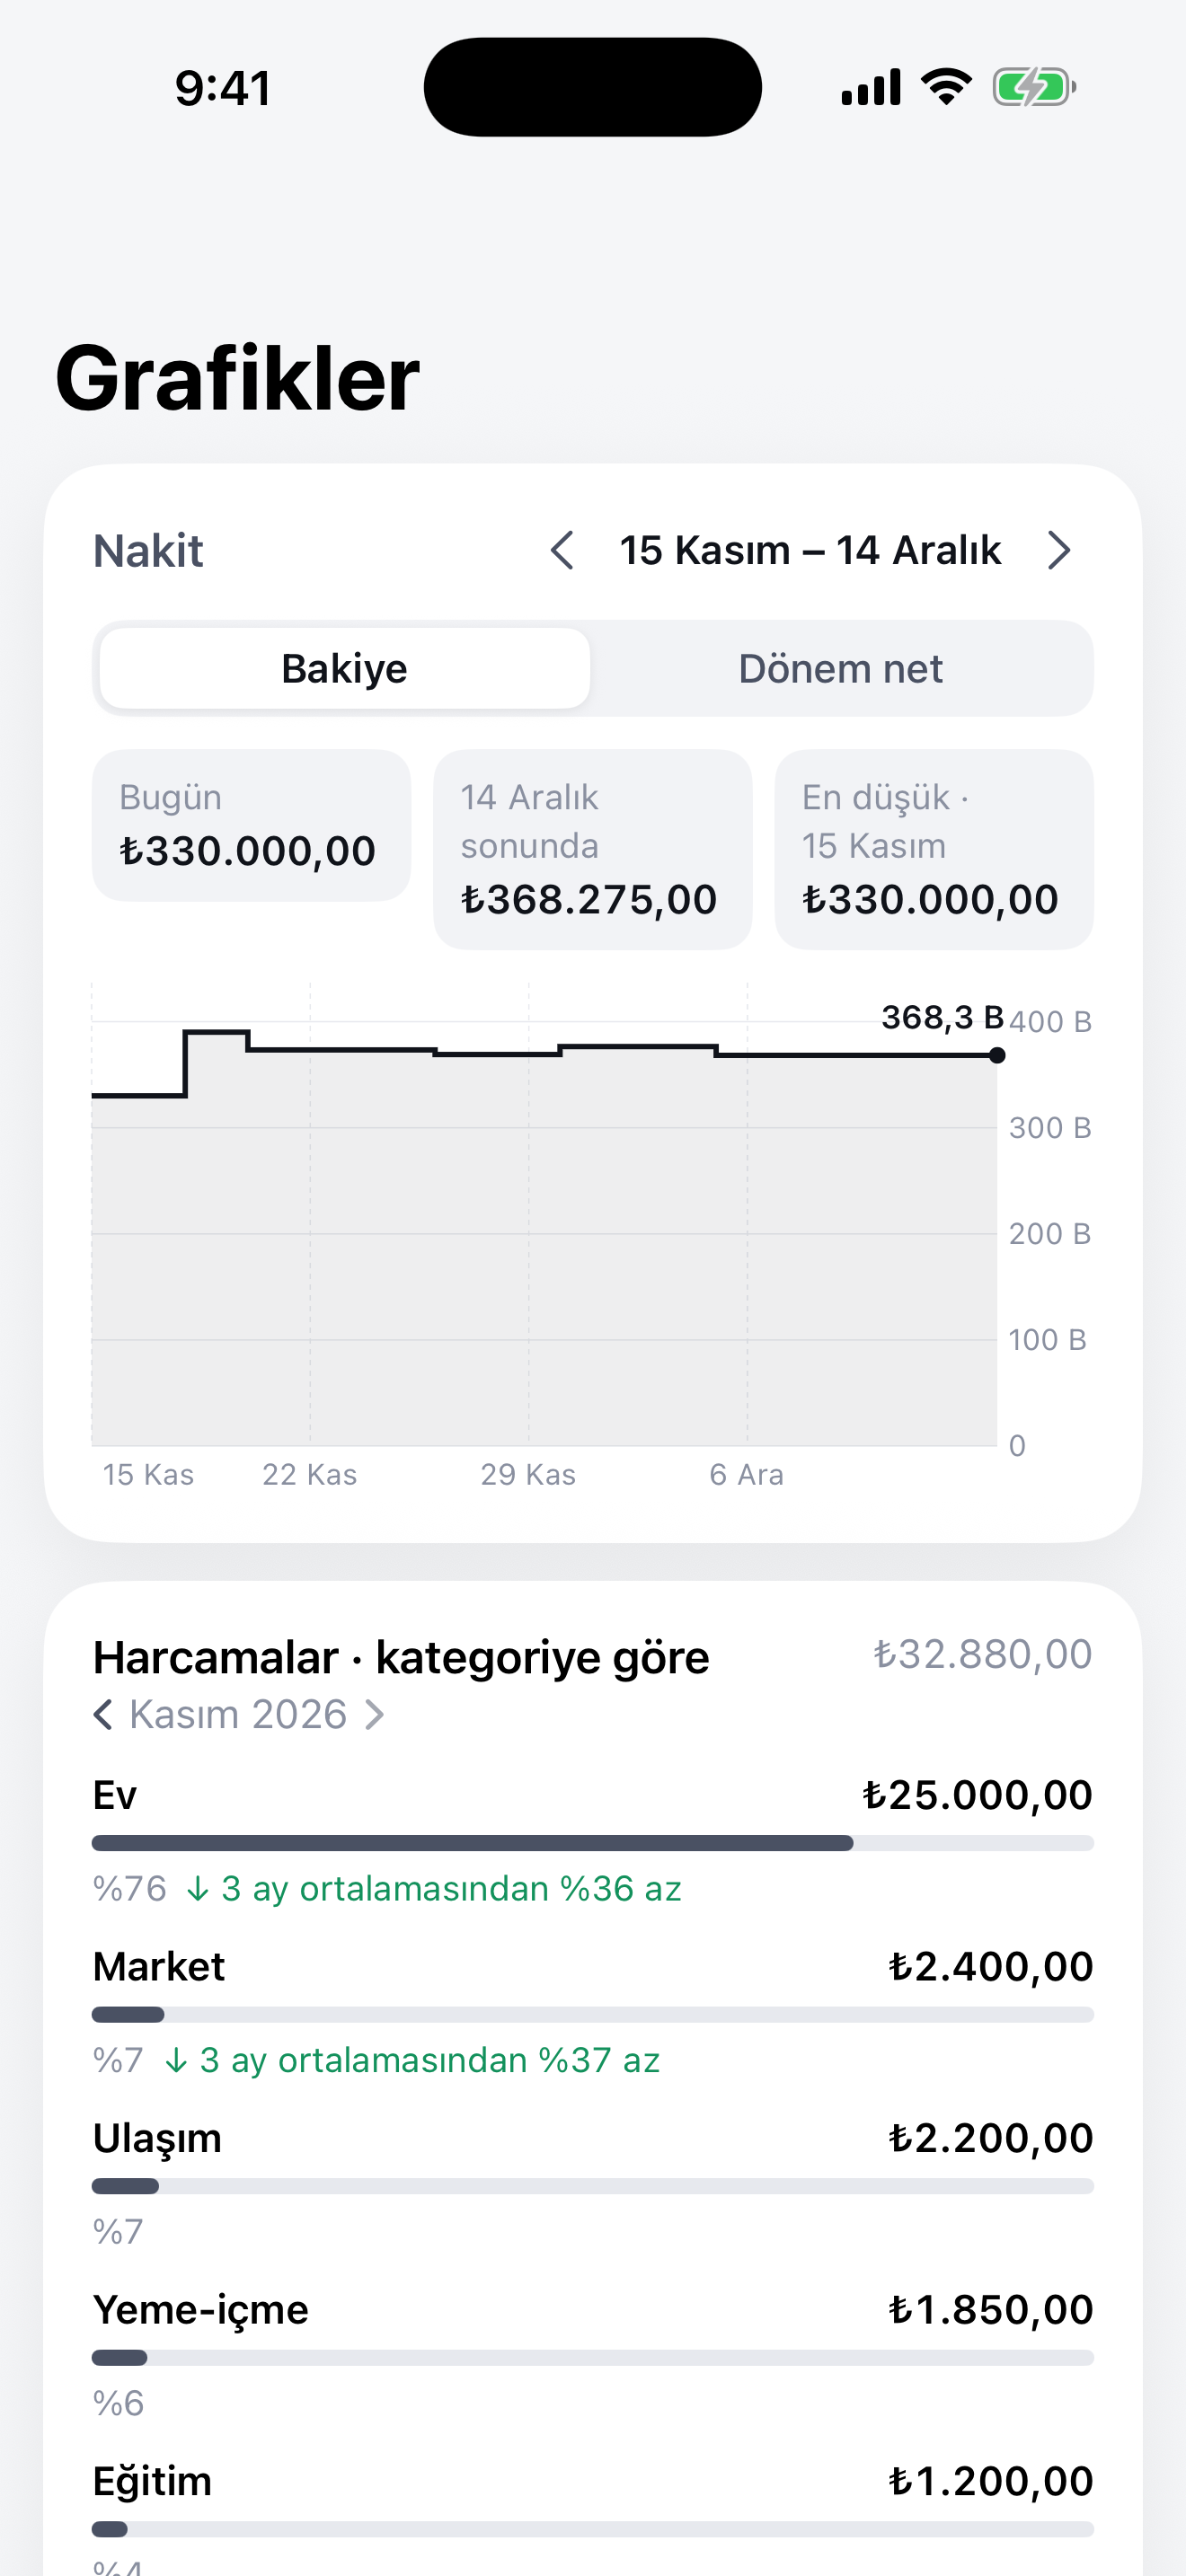 9:41
Grafikler
Nakit
15 Kasım – 14 Aralık
Bakiye
Dönem net
Bugün
₺330.000,00
14 Aralık
sonunda
₺368.275,00
En düşük ·
15 Kasım
₺330.000,00
368,3 B
400 B
300 B
200 B
100 B
0
15 Kas
22 Kas
29 Kas
6 Ara
Harcamalar · kategoriye göre
₺32.880,00
Kasım 2026
Ev
₺25.000,00
%76 ↓ 3 ay ortalamasından %36 az
Market
₺2.400,00
%7 ↓ 3 ay ortalamasından %37 az
Ulaşım
₺2.200,00
%7
Yeme-içme
₺1.850,00
%6
Eğitim
₺1.200,00
%4